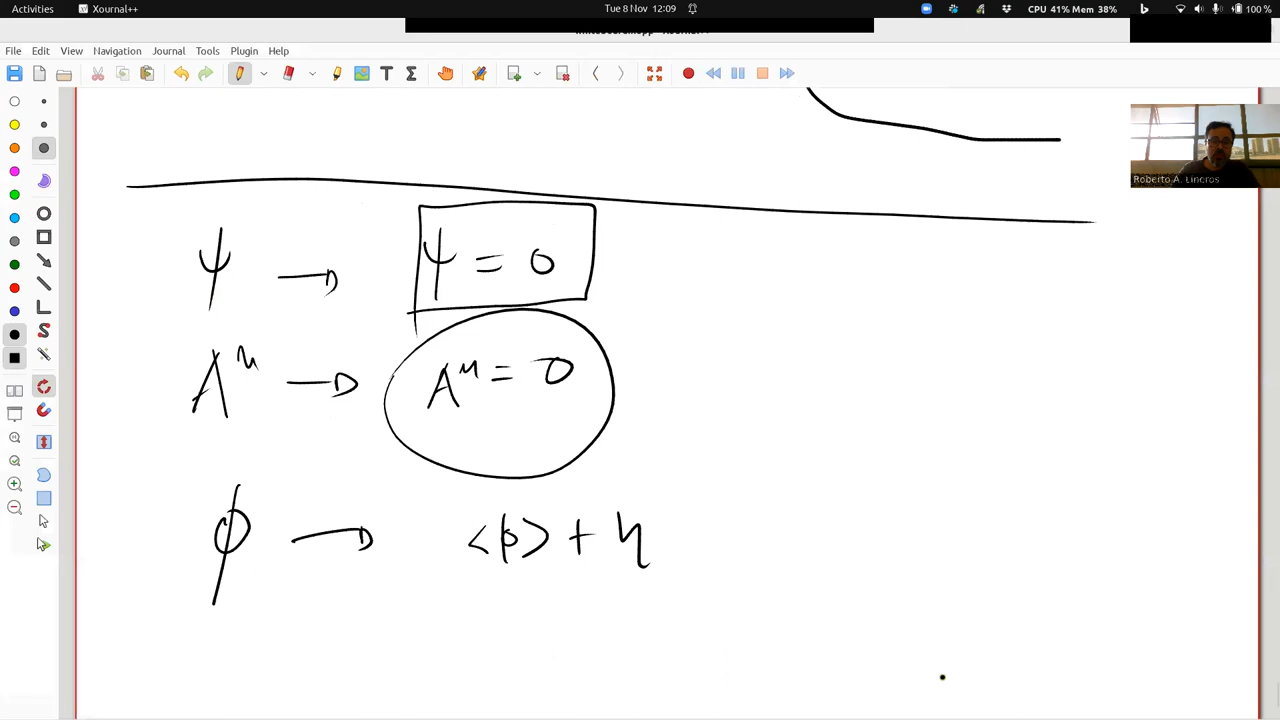 Activities Xournal++ Tue 8 Nov 12:09 CPU 41% Mem 38% 100 %
File Edit View Navigation Journal Tools Plugin Help
Roberto A. Lineros
ψ → ψ = 0
A^μ → A^μ = 0
ϕ → <ϕ> + η